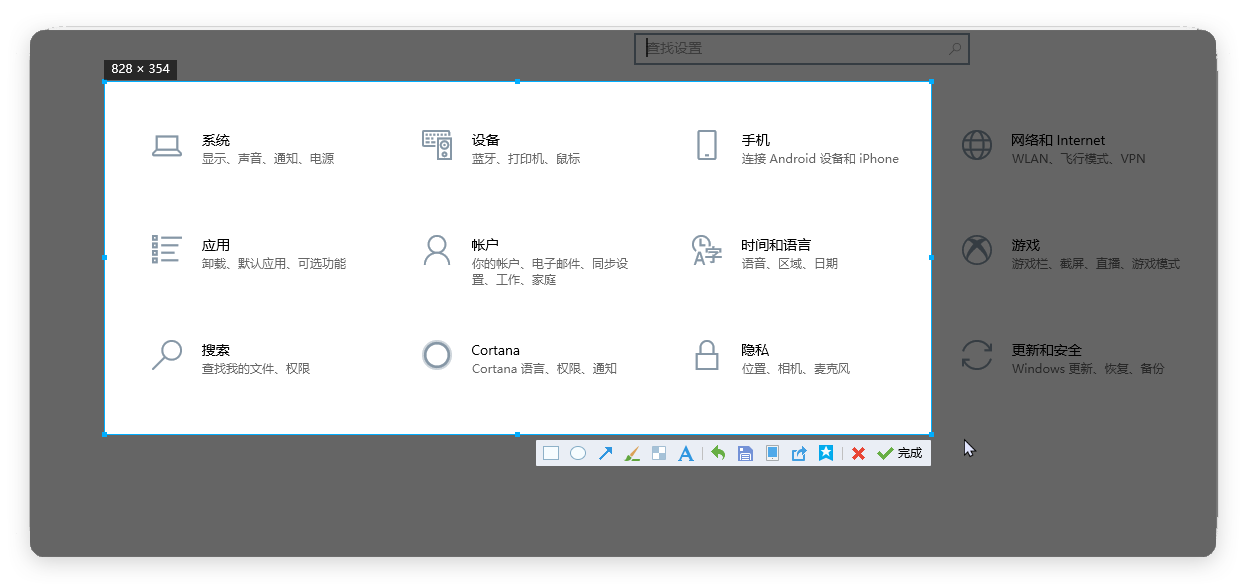 查找设置
828 × 354
系统
显示、声音、通知、电源
设备
蓝牙、打印机、鼠标
手机
连接 Android 设备和 iPhone
网络和 Internet
WLAN、飞行模式、VPN
应用
卸载、默认应用、可选功能
帐户
你的帐户、电子邮件、同步设
置、工作、家庭
时间和语言
语音、区域、日期
游戏
游戏栏、截屏、直播、游戏模式
搜索
查找我的文件、权限
Cortana
Cortana 语言、权限、通知
隐私
位置、相机、麦克风
更新和安全
Windows 更新、恢复、备份
完成